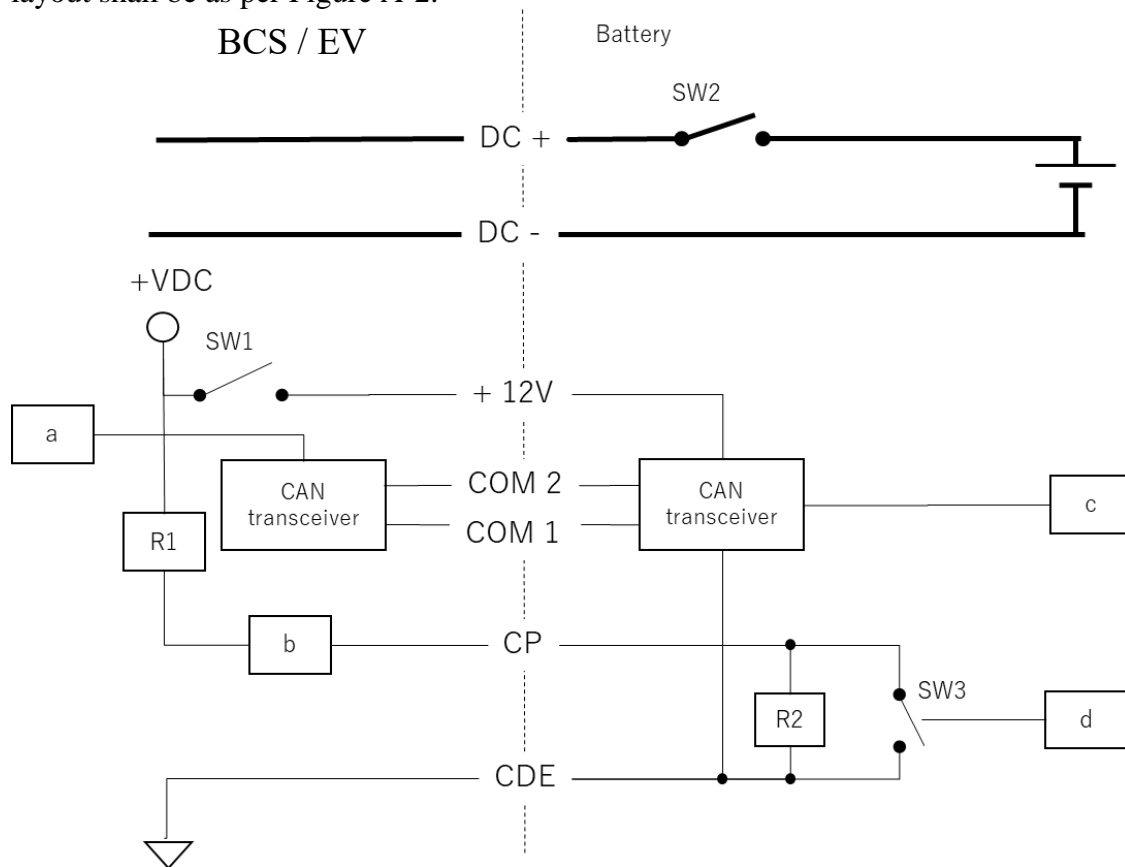 layout shall be as per Figure A-2.
BCS / EV
Battery
SW2
DC +
DC -
+VDC
SW1
+ 12V
a
CAN
transceiver
COM 2
COM 1
CAN
transceiver
c
R1
b
CP
R2
SW3
d
CDE